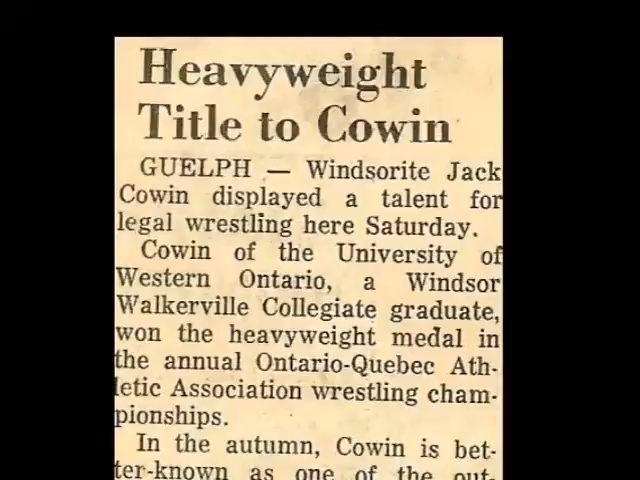 Heavyweight
Title to Cowin
GUELPH — Windsorite Jack
Cowin displayed a talent for
legal wrestling here Saturday.
Cowin of the University of
Western Ontario, a Windsor
Walkerville Collegiate graduate,
won the heavyweight medal in
the annual Ontario-Quebec Ath-
letic Association wrestling cham-
pionships.
In the autumn, Cowin is bet-
ter-known as one of the out-